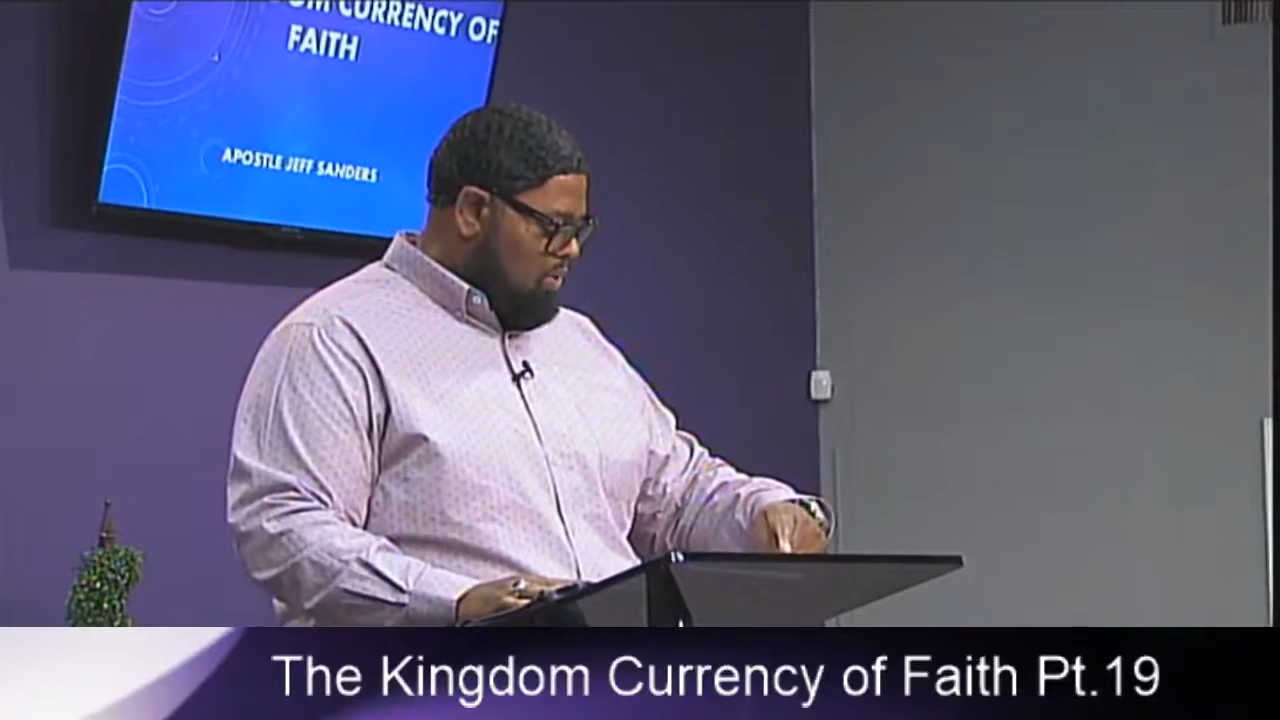 CURRENCY OF
FAITH
APOSTLE JEFF SANDERS
The Kingdom Currency of Faith Pt.19